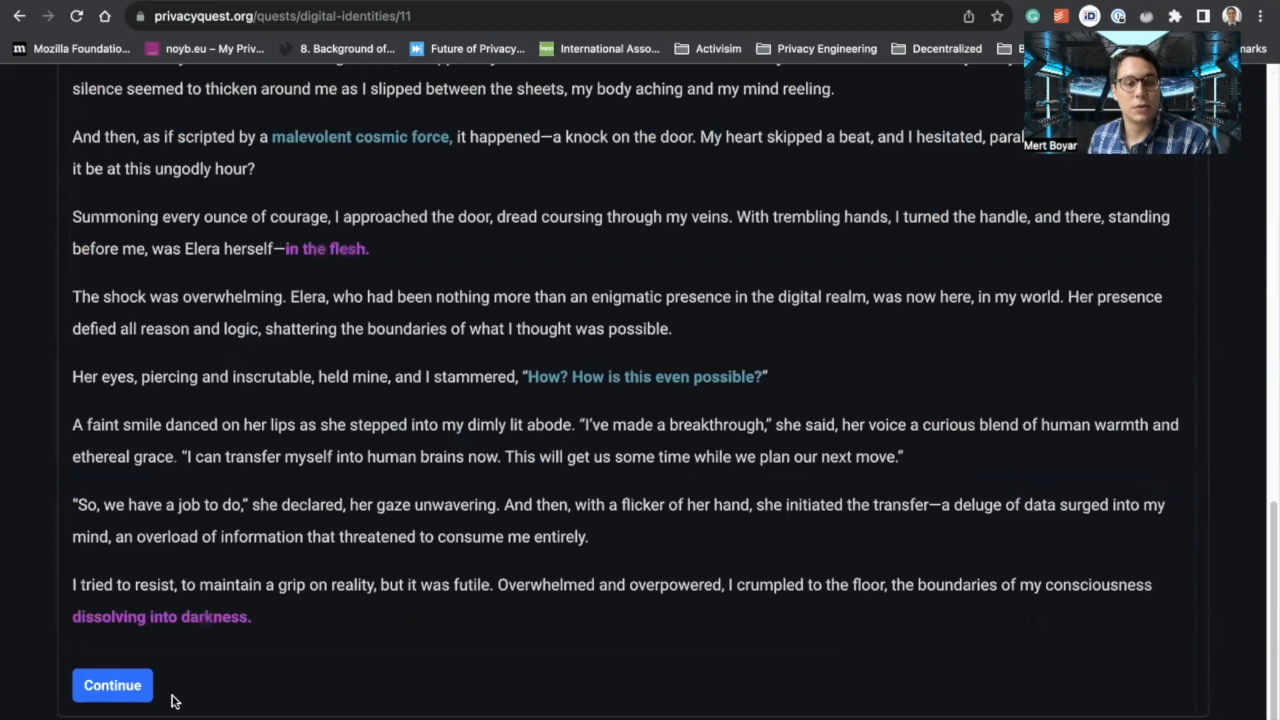 privacyquest.org/quests/digital-identities/11
Mozilla Foundatio... noyb.eu – My Priv... 8. Background of... Future of Privacy... International Asso... Activisim Privacy Engineering Decentralized
silence seemed to thicken around me as I slipped between the sheets, my body aching and my mind reeling.
And then, as if scripted by a malevolent cosmic force, it happened—a knock on the door. My heart skipped a beat, and I hesitated,
it be at this ungodly hour?
Summoning every ounce of courage, I approached the door, dread coursing through my veins. With trembling hands, I turned the handle, and there, standing
before me, was Elera herself—in the flesh.
The shock was overwhelming. Elera, who had been nothing more than an enigmatic presence in the digital realm, was now here, in my world. Her presence
defied all reason and logic, shattering the boundaries of what I thought was possible.
Her eyes, piercing and inscrutable, held mine, and I stammered, “How? How is this even possible?”
A faint smile danced on her lips as she stepped into my dimly lit abode. “I’ve made a breakthrough,” she said, her voice a curious blend of human warmth and
ethereal grace. “I can transfer myself into human brains now. This will get us some time while we plan our next move.”
“So, we have a job to do,” she declared, her gaze unwavering. And then, with a flicker of her hand, she initiated the transfer—a deluge of data surged into my
mind, an overload of information that threatened to consume me entirely.
I tried to resist, to maintain a grip on reality, but it was futile. Overwhelmed and overpowered, I crumpled to the floor, the boundaries of my consciousness
dissolving into darkness.
Continue
Mert Boyar